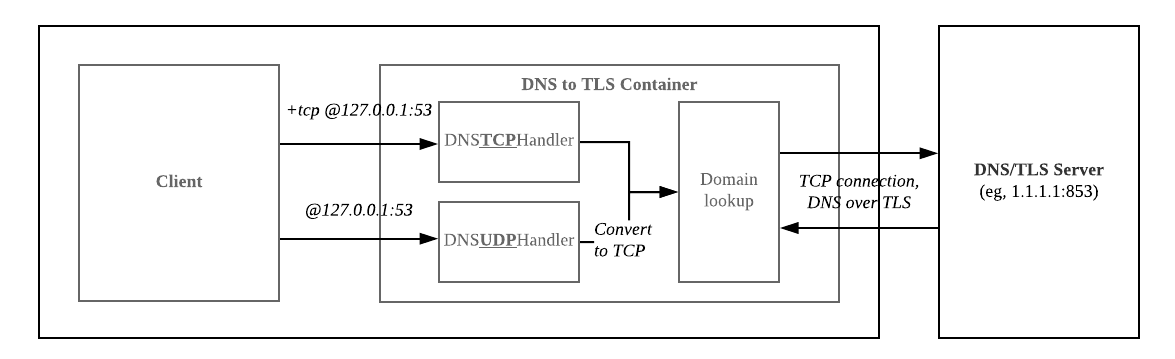 DNS to TLS Container
+tcp @127.0.0.1:53
DNSTCPHandler
Client
@127.0.0.1:53
DNSUDPHandler
Convert
to TCP
Domain
lookup
TCP connection,
DNS over TLS
DNS/TLS Server
(eg, 1.1.1.1:853)